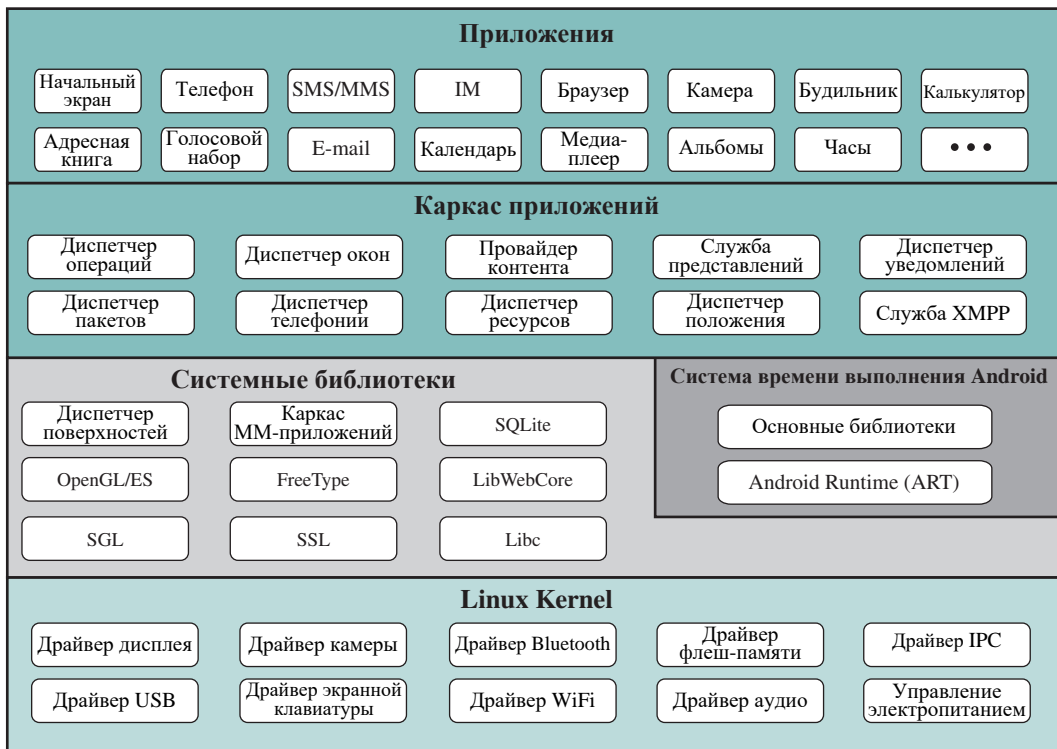 Приложения
Начальный
экран
Телефон
SMS/MMS
IM
Браузер
Камера
Будильник
Калькулятор
Адресная
книга
Голосовой
набор
E-mail
Календарь
Медиа-
плеер
Альбомы
Часы
•••
Каркас приложений
Диспетчер
операций
Диспетчер окон
Провайдер
контента
Служба
представлений
Диспетчер
уведомлений
Диспетчер
пакетов
Диспетчер
телефонии
Диспетчер
ресурсов
Диспетчер
положения
Служба XMPP
Системные библиотеки
Диспетчер
поверхностей
Каркас
MM-приложений
SQLite
OpenGL/ES
FreeType
LibWebCore
SGL
SSL
Libc
Система времени выполнения Android
Основные библиотеки
Android Runtime (ART)
Linux Kernel
Драйвер дисплея
Драйвер камеры
Драйвер Bluetooth
Драйвер
флеш-памяти
Драйвер IPC
Драйвер USB
Драйвер экранной
клавиатуры
Драйвер WiFi
Драйвер аудио
Управление
электропитанием